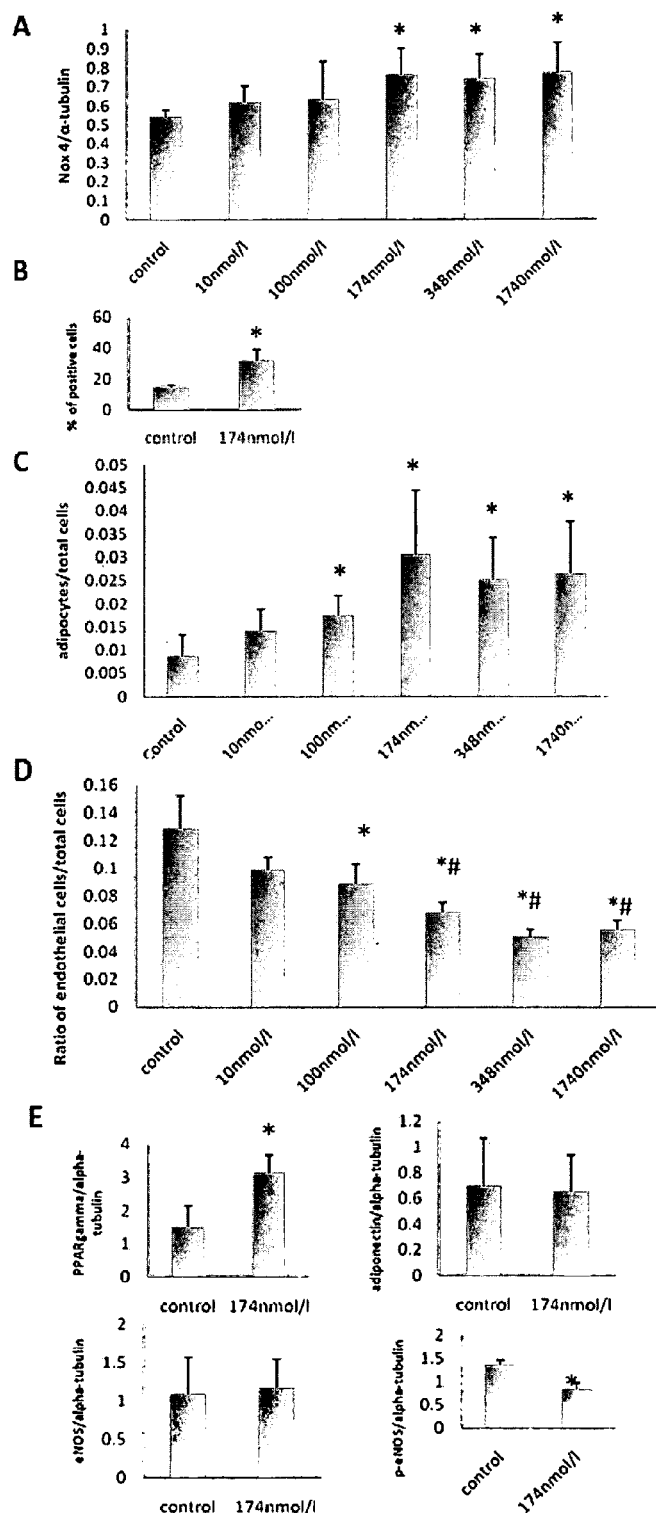 A
Nox 4/α-tubulin
1
0.9
0.8
0.7
0.6
0.5
0.4
0.3
0.2
0.1
0
* * *
control
10nmol/l
100nmol/l
174nmol/l
348nmol/l
1740nmol/l
B
% of positive cells
60
40
20
0
*
control 174nmol/l
C
adipocytes/total cells
0.05
0.045
0.04
0.035
0.03
0.025
0.02
0.015
0.01
0.005
0
* * * *
Control
10nmo...
100nm...
174nm...
348nm...
1740n...
D
Ratio of endothelial cells/total cells
0.16
0.14
0.12
0.1
0.08
0.06
0.04
0.02
0
* *# *# *#
control
10nmol/l
100nmol/l
174nmol/l
348nmol/l
1740nmol/l
E
PPARgamma/alpha-
tubulin
4
3
2
1
0
*
control 174nmol/l
adiponectin/alpha-tubulin
1.2
1
0.8
0.6
0.4
0.2
0
control 174nmol/l
eNOS/alpha-tubulin
2
1.5
1
0.5
0
control 174nmol/l
p-eNOS/alpha-tubulin
2
1.5
1
0.5
0
*
control
174nmol/l